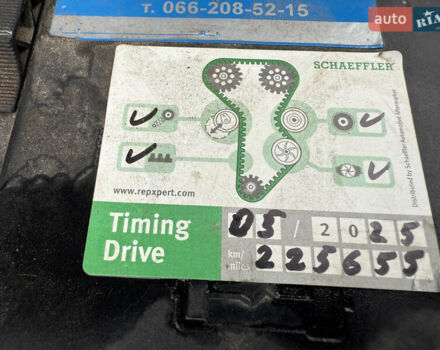 т. 066-208-52-15
auto RIA
SCHAEFFLER
www.repxpert.com
Distributed by Schaeffler Automotive Aftermarket
Timing 05 / 2025
Drive km/miles 225655